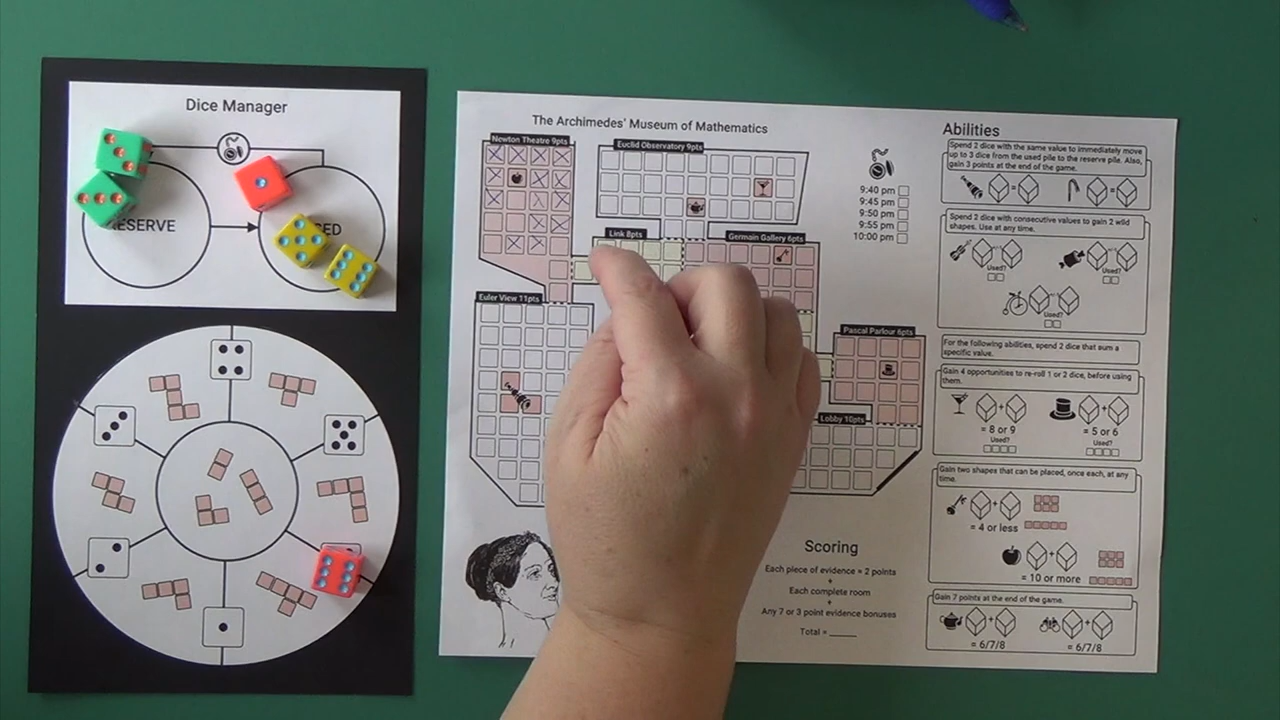 Dice Manager
RESERVE
The Archimedes' Museum of Mathematics
Newton Theatre 9pts
Euclid Observatory 9pts
Link 8pts
Germain Gallery 6pts
Euler View 11pts
Pascal Parlour 6pts
Lobby 10pts
9:40 pm
9:45 pm
9:50 pm
9:55 pm
10:00 pm
Scoring
Each piece of evidence = 2 points
+
Each complete room
+
Any 7 or 3 point evidence bonuses
Total = ______
Abilities
Spend 2 dice with the same value to immediately move
up to 3 dice from the used pile to the reserve pile. Also,
gain 3 points at the end of the game.
=
=
Spend 2 dice with consecutive values to gain 2 wild
shapes. Use at any time.
Used?
Used?
Used?
For the following abilities, spend 2 dice that sum a
specific value.
Gain 4 opportunities to re-roll 1 or 2 dice, before using
them.
+
+
= 8 or 9
= 5 or 6
Used?
Used?
Gain two shapes that can be placed, once each, at any
time.
+
= 4 or less
+
= 10 or more
Gain 7 points at the end of the game.
+
+
= 6/7/8
= 6/7/8